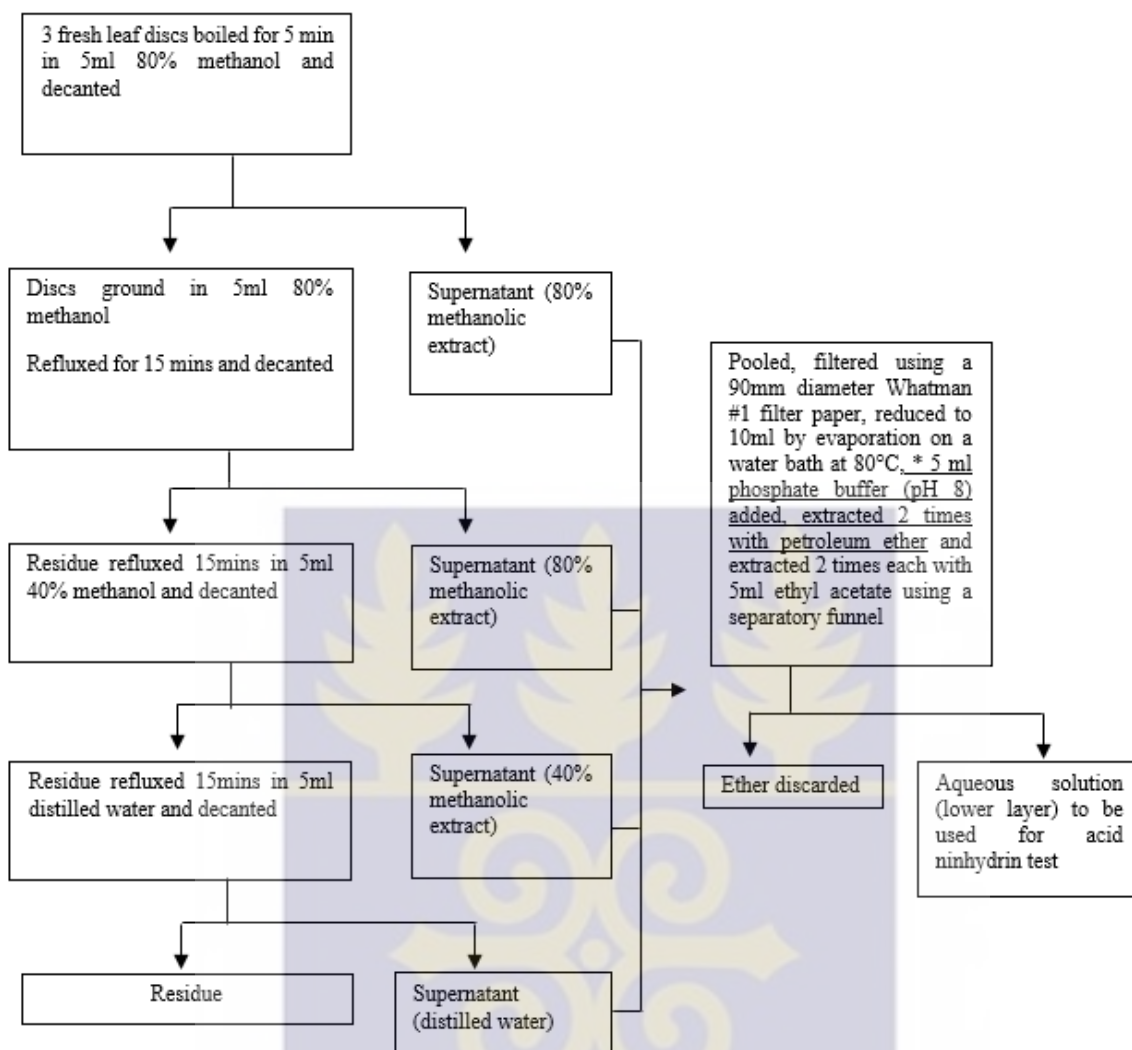 3 fresh leaf discs boiled for 5 min
in 5ml 80% methanol and
decanted
Discs ground in 5ml 80%
methanol
Refluxed for 15 mins and decanted
Supernatant (80%
methanolic
extract)
Residue refluxed 15mins in 5ml
40% methanol and decanted
Supernatant (80%
methanolic
extract)
Residue refluxed 15mins in 5ml
distilled water and decanted
Supernatant (40%
methanolic
extract)
Residue
Supernatant
(distilled water)
Pooled, filtered using a
90mm diameter Whatman
#1 filter paper, reduced to
10ml by evaporation on a
water bath at 80°C, * 5 ml
phosphate buffer (pH 8)
added, extracted 2 times
with petroleum ether and
extracted 2 times each with
5ml ethyl acetate using a
separatory funnel
Ether discarded
Aqueous solution
(lower layer) to be
used for acid
ninhydrin test